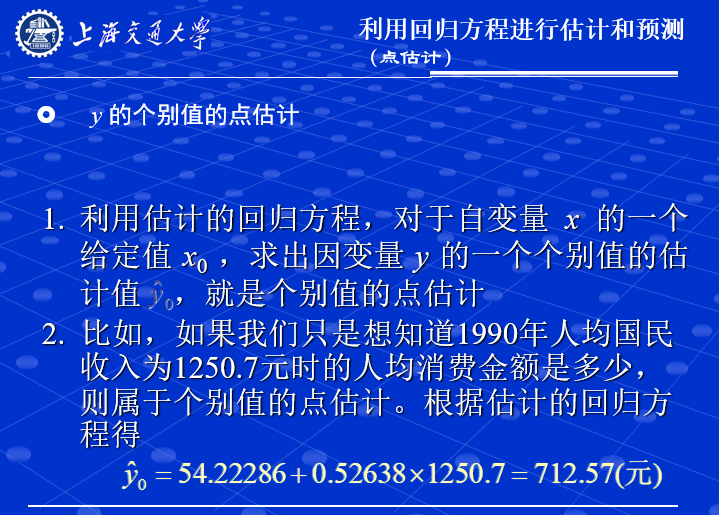 上海交通大学
利用回归方程进行估计和预测
(点估计)
y 的个别值的点估计
1. 利用估计的回归方程，对于自变量 x 的一个
给定值 x₀ ，求出因变量 y 的一个个别值的估
计值 ŷ₀，就是个别值的点估计
2. 比如，如果我们只是想知道1990年人均国民
收入为1250.7元时的人均消费金额是多少，
则属于个别值的点估计。根据估计的回归方
程得
ŷ₀ = 54.22286 + 0.52638×1250.7 = 712.57(元)